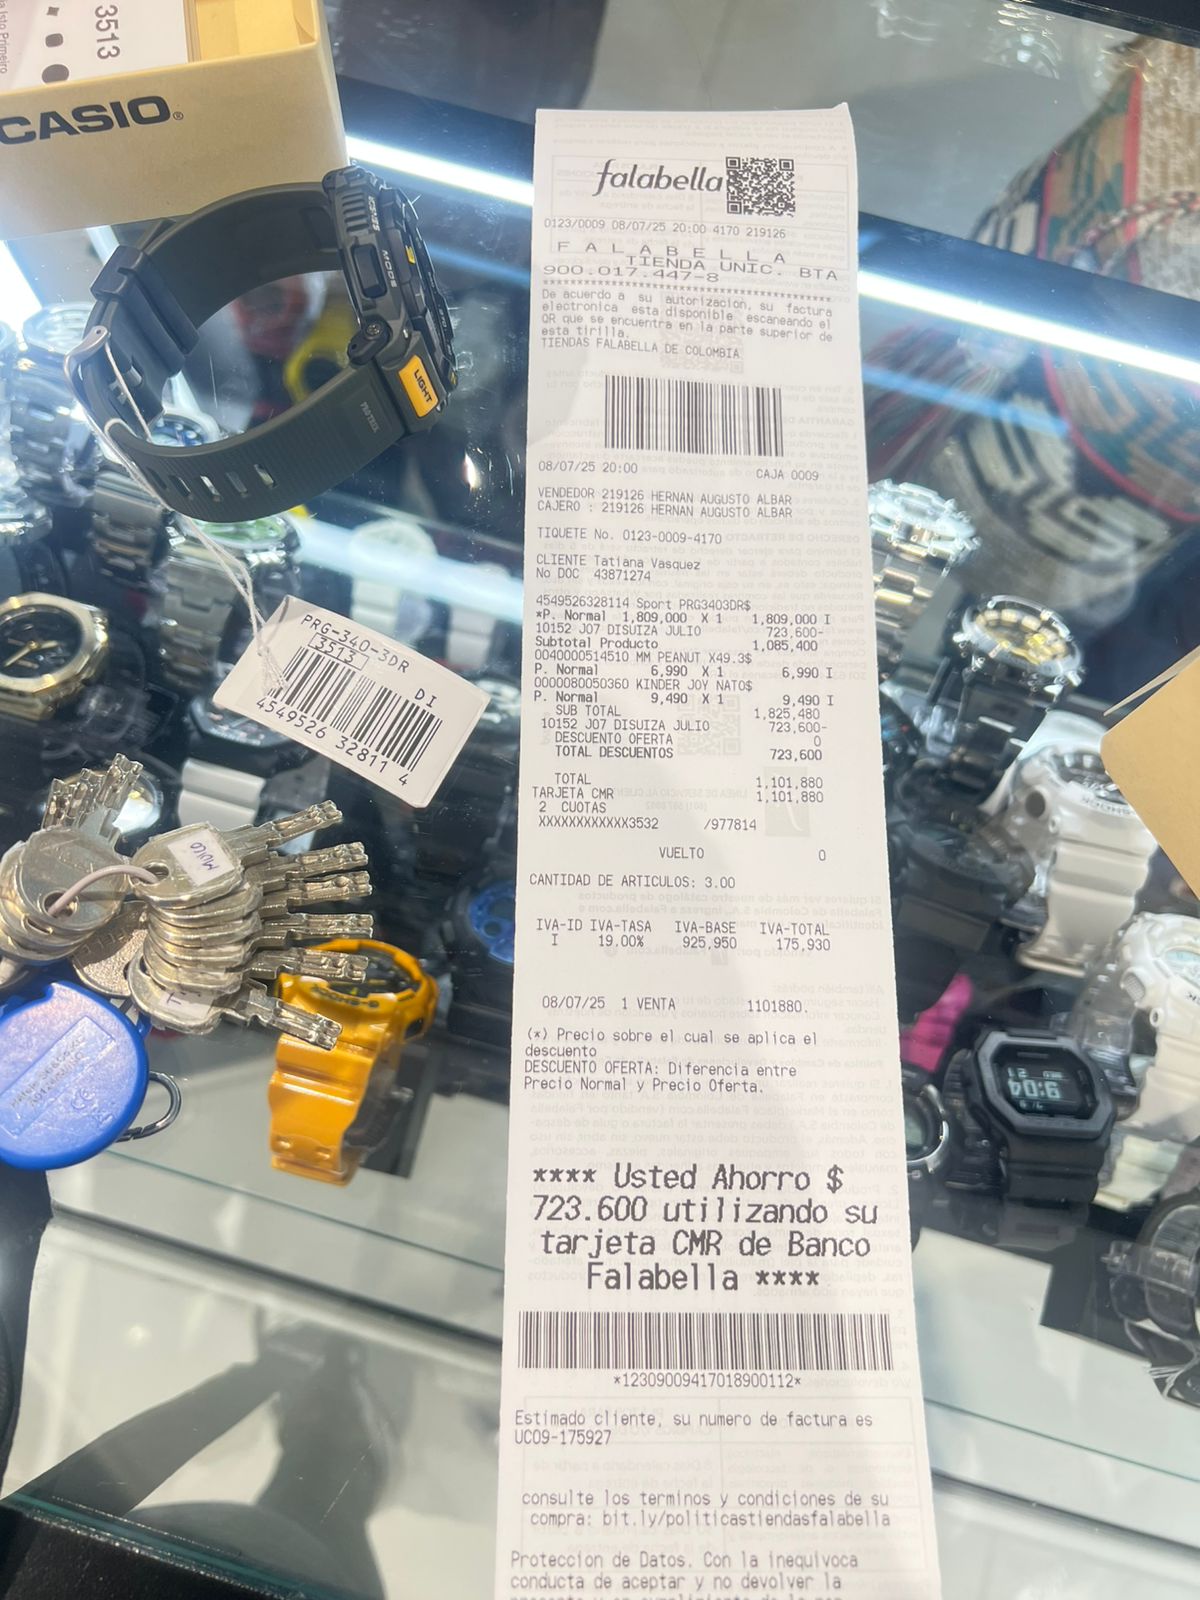 3513
CASIO®
MODE
LIGHT
PRG-340-3DR
3513
DI
4549526 32811 4
MUICO
falabella
0123/0009 08/07/25 20:00 4170 219126
F A L A B E L L A
TIENDA UNIC. BTA
900.017.447-8
****************************************
De acuerdo a su autorizacion, su factura
electronica esta disponible escaneando el
QR que se encuentra en la parte superior de
esta tirilla.
TIENDAS FALABELLA DE COLOMBIA
08/07/25 20:00 CAJA 0009
VENDEDOR 219126 HERNAN AUGUSTO ALBAR
CAJERO : 219126 HERNAN AUGUSTO ALBAR
TIQUETE No. 0123-0009-4170
CLIENTE Tatiana Vasquez
No DOC 43871274
4549526328114 Sport PRG3403DR$
*P. Normal 1,809,000 X 1 1,809,000 I
10152 J07 DISUIZA JULIO 723,600-
Subtotal Producto 1,085,400
0040000514510 MM PEANUT X49.3$
P. Normal 6,990 X 1 6,990 I
0000080050360 KINDER JOY NATO$
P. Normal 9,490 X 1 9,490 I
SUB TOTAL 1,825,480
10152 J07 DISUIZA JULIO 723,600-
DESCUENTO OFERTA 0
TOTAL DESCUENTOS 723,600
TOTAL 1,101,880
TARJETA CMR 1,101,880
2 CUOTAS
XXXXXXXXXXXX3532 /977814
VUELTO 0
CANTIDAD DE ARTICULOS: 3.00
IVA-ID IVA-TASA IVA-BASE IVA-TOTAL
I 19.00% 925,950 175,930
08/07/25 1 VENTA 1101880.
(*) Precio sobre el cual se aplica el
descuento
DESCUENTO OFERTA: Diferencia entre
Precio Normal y Precio Oferta.
**** Usted Ahorro $
723.600 utilizando su
tarjeta CMR de Banco
Falabella ****
*12309009417018900112*
Estimado cliente, su numero de factura es
UC09-175927
consulte los terminos y condiciones de su
compra: bit.ly/politicastiendasfalabella
Proteccion de Datos. Con la inequivoca
conducta de aceptar y no devolver la